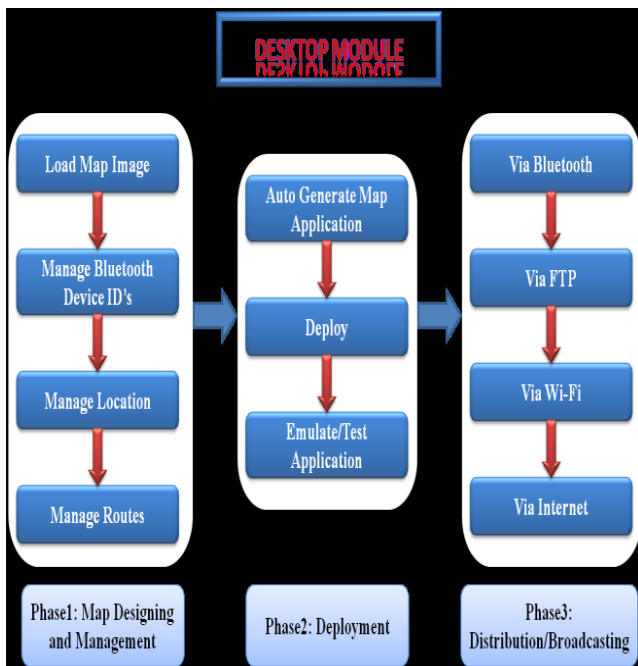 DESKTOP MODULE
Load Map Image
Manage Bluetooth
Device ID's
Manage Location
Manage Routes
Auto Generate Map
Application
Deploy
Emulate/Test
Application
Via Bluetooth
Via FTP
Via Wi-Fi
Via Internet
Phase1: Map Designing
and Management
Phase2: Deployment
Phase3:
Distribution/Broadcasting